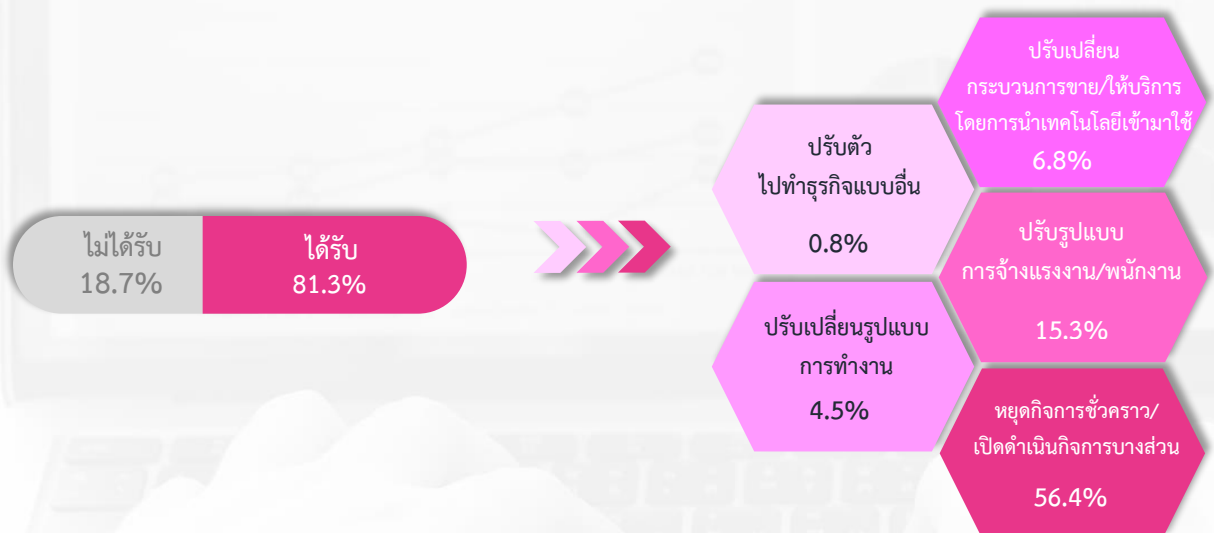 ไม่ได้รับ
18.7%
ได้รับ
81.3%
ปรับตัว
ไปทำธุรกิจแบบอื่น
0.8%
ปรับเปลี่ยนรูปแบบ
การทำงาน
4.5%
ปรับเปลี่ยน
กระบวนการขาย/ให้บริการ
โดยการนำเทคโนโลยีเข้ามาใช้
6.8%
ปรับรูปแบบ
การจ้างแรงงาน/พนักงาน
15.3%
หยุดกิจการชั่วคราว/
เปิดดำเนินกิจการบางส่วน
56.4%